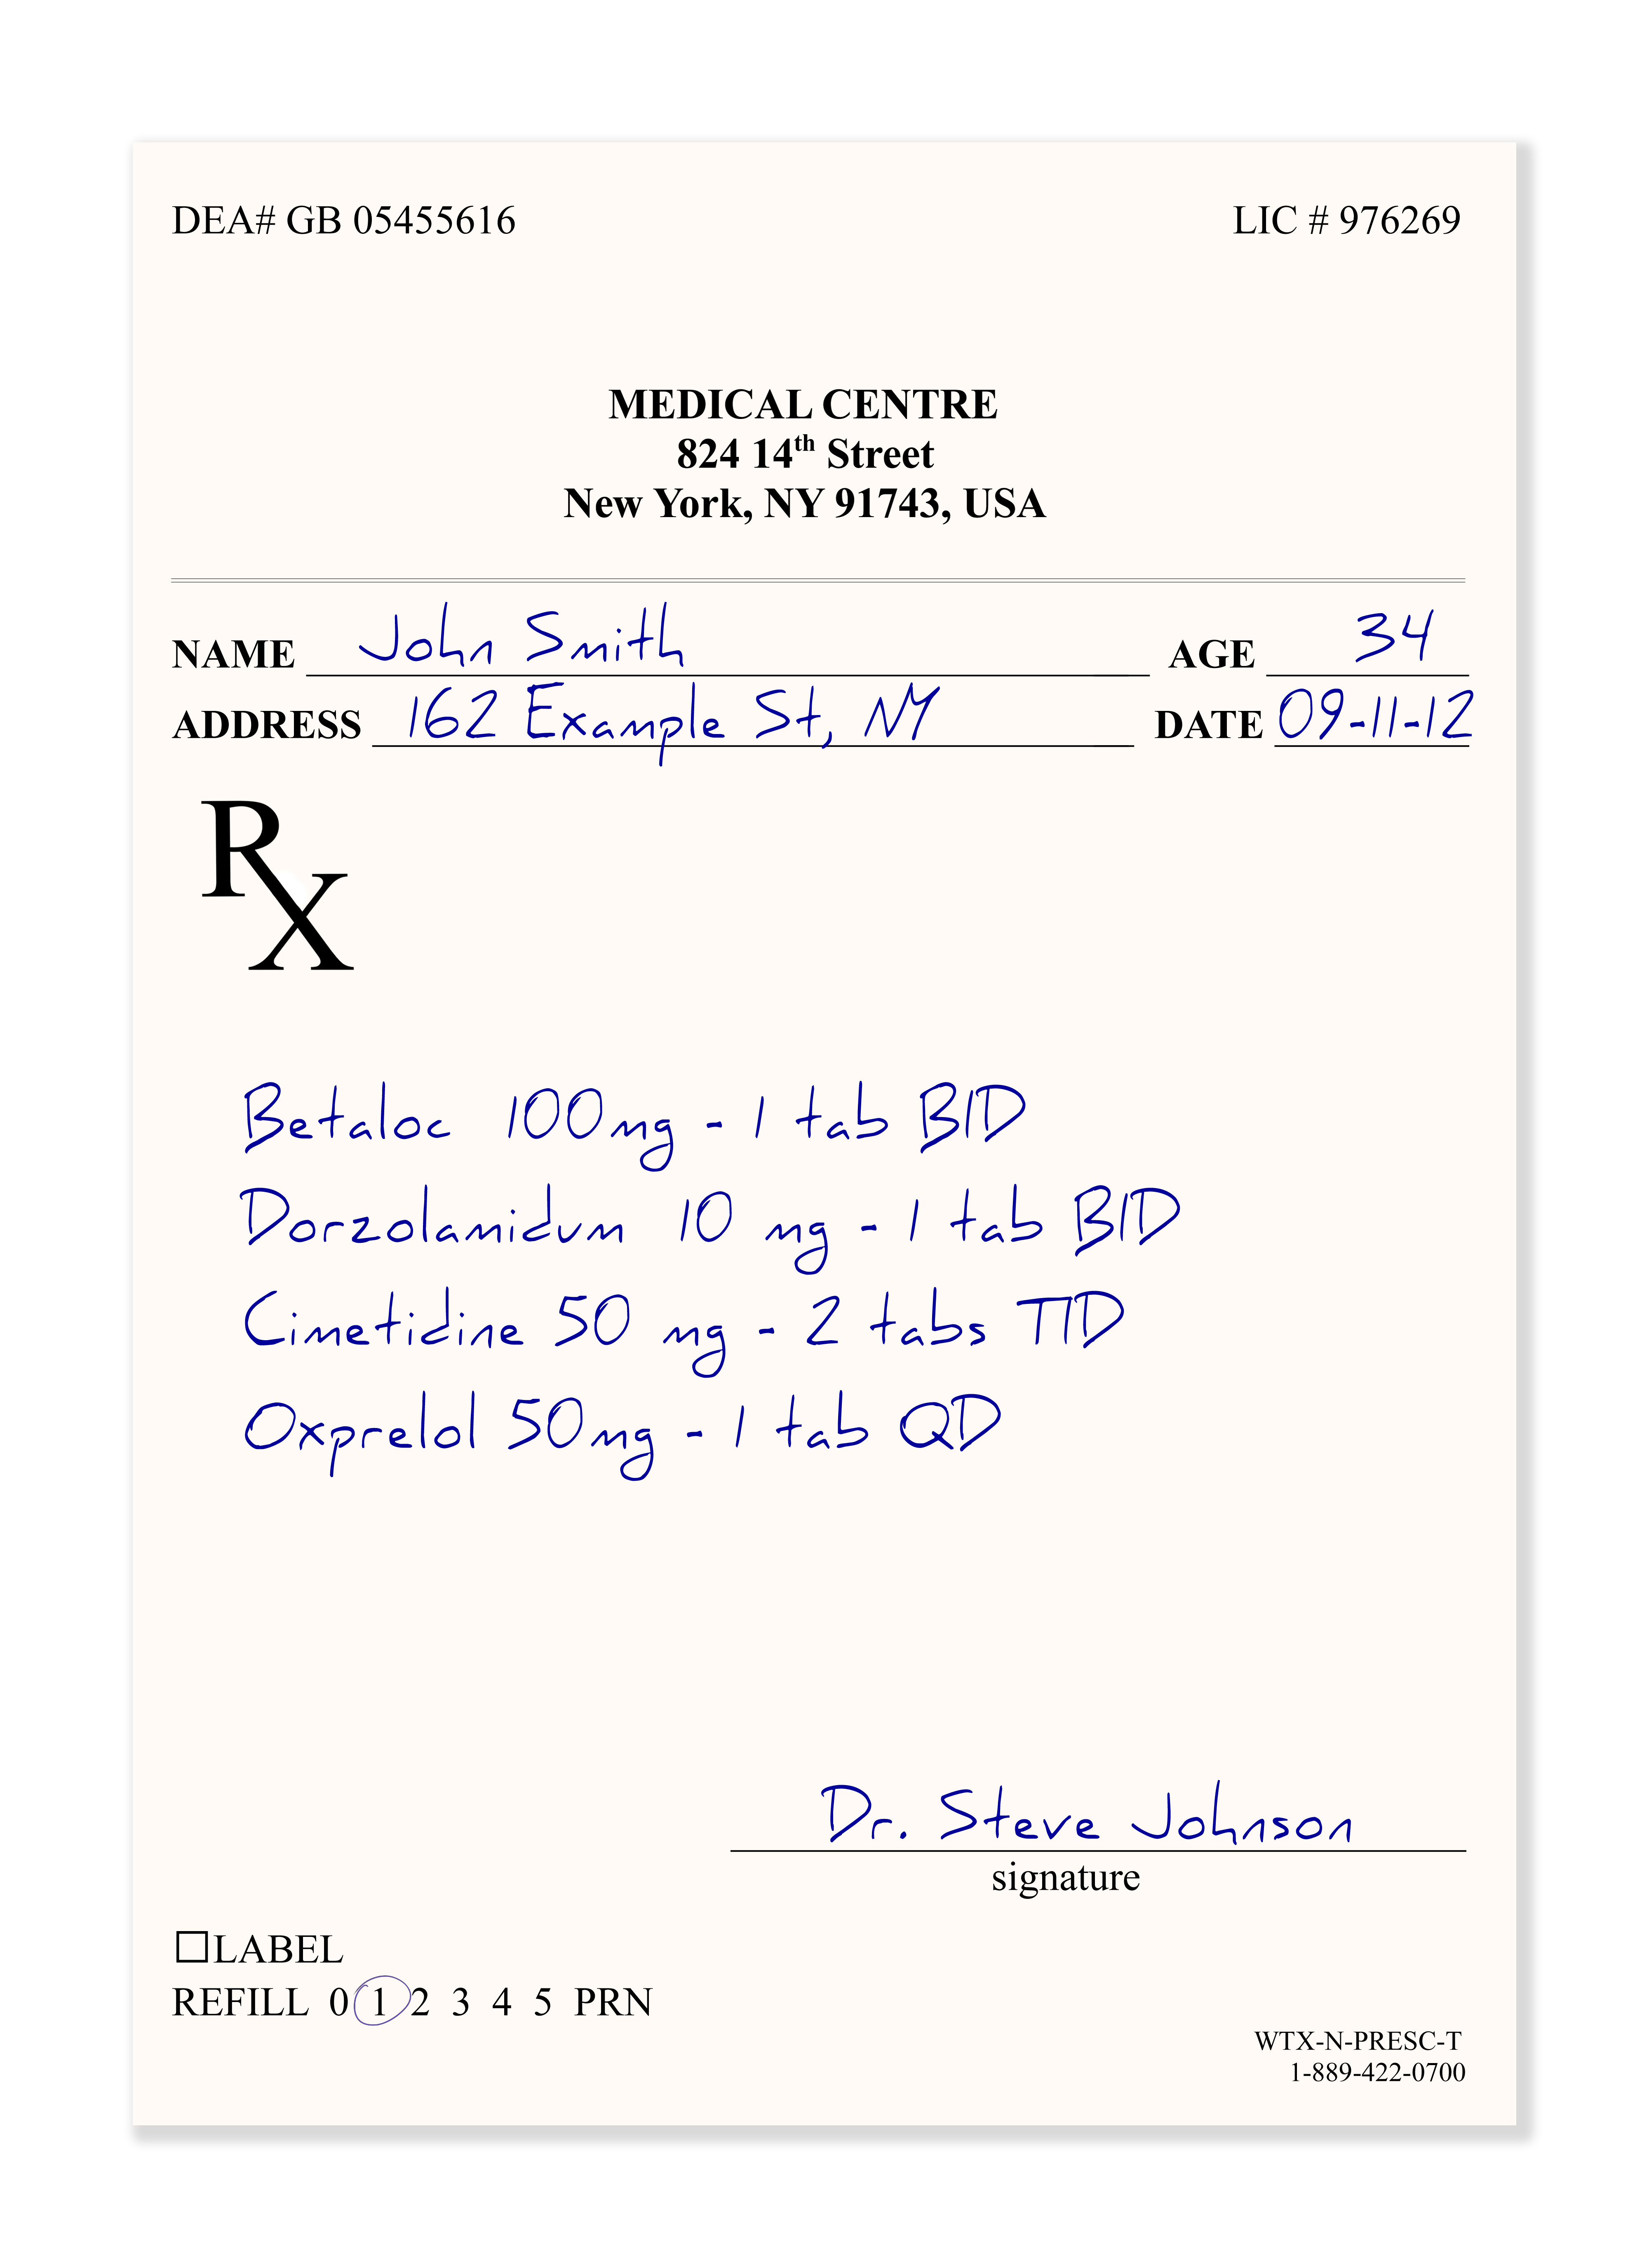 DEA# GB 05455616 LIC # 976269
MEDICAL CENTRE
824 14th Street
New York, NY 91743, USA
NAME John Smith AGE 34
ADDRESS 162 Example St, NY DATE 09-11-12
Rx
Betaloc 100mg - 1 tab BID
Dorzolamidum 10 mg - 1 tab BID
Cimetidine 50 mg - 2 tabs TID
Oxprelol 50mg - 1 tab QD
Dr. Steve Johnson
signature
LABEL
REFILL 0 1 2 3 4 5 PRN
WTX-N-PRESC-T
1-889-422-0700